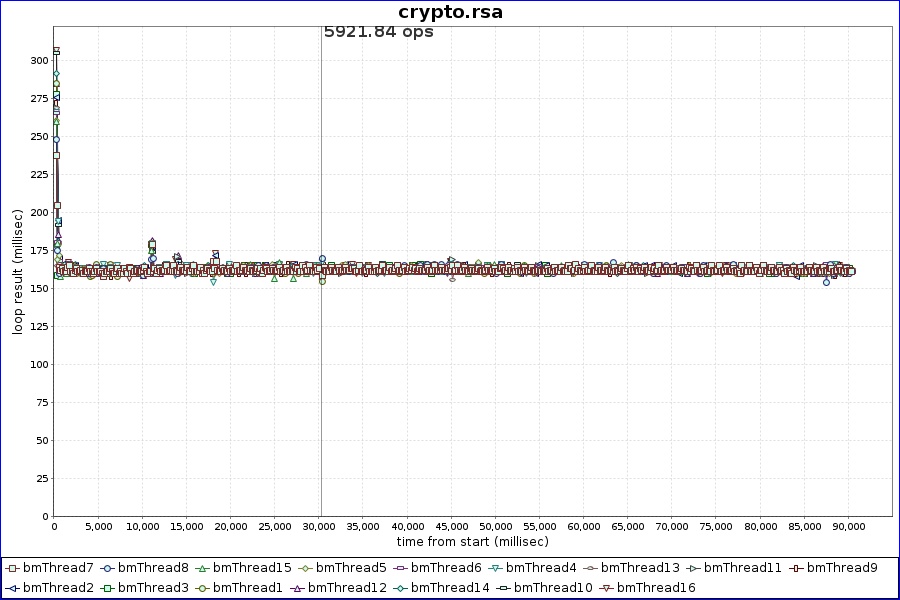 crypto.rsa
5921.84 ops
300
275
250
225
200
175
150
125
100
75
50
25
0
loop result (millisec)
0 5,000 10,000 15,000 20,000 25,000 30,000 35,000 40,000 45,000 50,000 55,000 60,000 65,000 70,000 75,000 80,000 85,000 90,000
time from start (millisec)
bmThread7 bmThread8 bmThread15 bmThread5 bmThread6 bmThread4 bmThread13 bmThread11 bmThread9
bmThread2 bmThread3 bmThread1 bmThread12 bmThread14 bmThread10 bmThread16